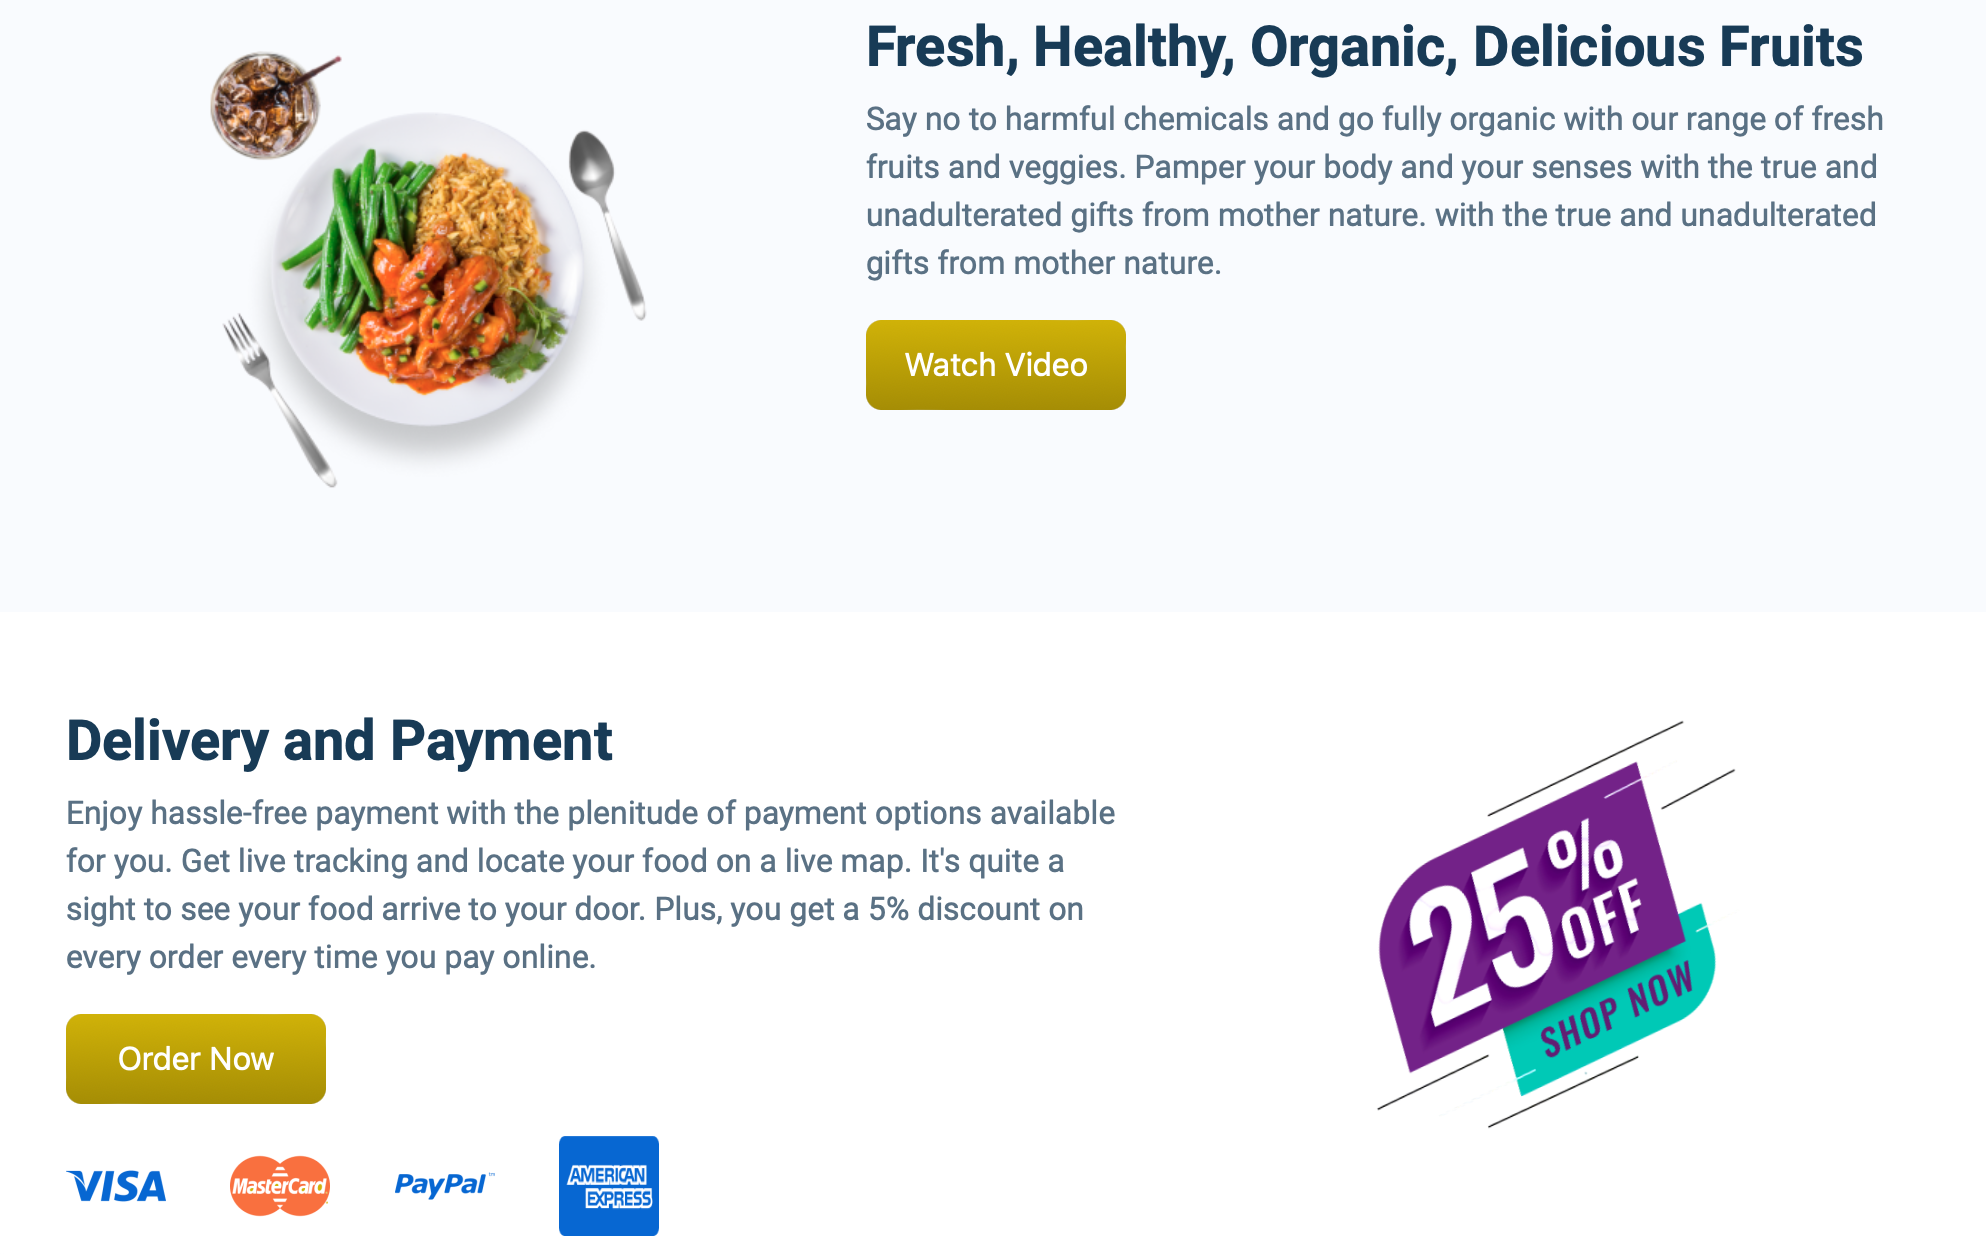 Fresh, Healthy, Organic, Delicious Fruits
Say no to harmful chemicals and go fully organic with our range of fresh
fruits and veggies. Pamper your body and your senses with the true and
unadulterated gifts from mother nature. with the true and unadulterated
gifts from mother nature.
Watch Video
Delivery and Payment
Enjoy hassle-free payment with the plenitude of payment options available
for you. Get live tracking and locate your food on a live map. It's quite a
sight to see your food arrive to your door. Plus, you get a 5% discount on
every order every time you pay online.
Order Now
VISA
MasterCard
PayPal™
AMERICAN
EXPRESS
25%
OFF
SHOP NOW